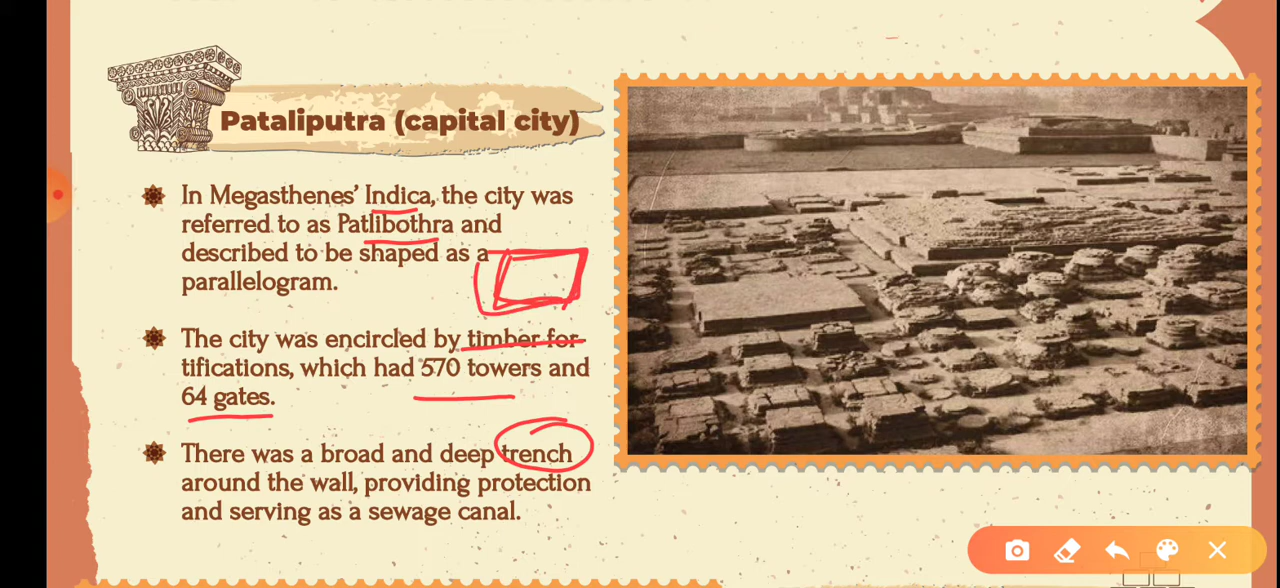 Pataliputra (capital city)
In Megasthenes’ Indica, the city was
referred to as Patlibothra and
described to be shaped as a
parallelogram.
The city was encircled by timber for-
tifications, which had 570 towers and
64 gates.
There was a broad and deep trench
around the wall, providing protection
and serving as a sewage canal.